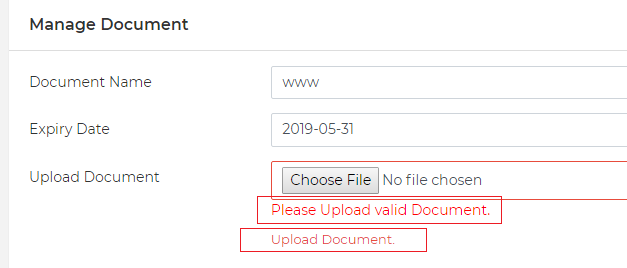 Manage Document
Document Name www
Expiry Date 2019-05-31
Upload Document Choose File No file chosen
Please Upload valid Document.
Upload Document.